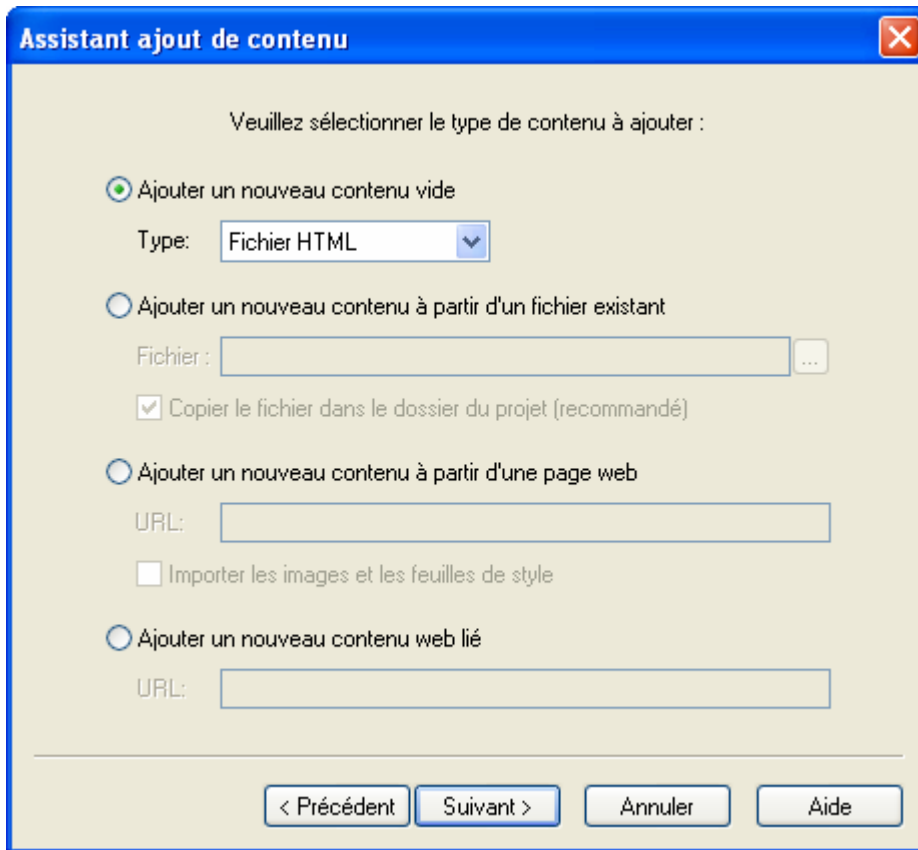 Assistant ajout de contenu
Veuillez sélectionner le type de contenu à ajouter :
Ajouter un nouveau contenu vide
Type: Fichier HTML
Ajouter un nouveau contenu à partir d'un fichier existant
Fichier : ...
Copier le fichier dans le dossier du projet (recommandé)
Ajouter un nouveau contenu à partir d'une page web
URL:
Importer les images et les feuilles de style
Ajouter un nouveau contenu web lié
URL:
< Précédent Suivant > Annuler Aide